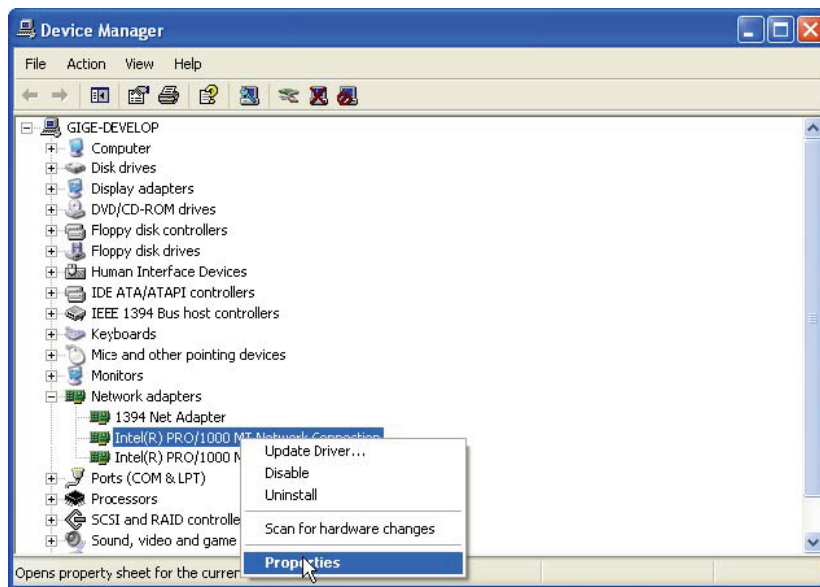 Device Manager
File Action View Help
GIGE-DEVELOP
Computer
Disk drives
Display adapters
DVD/CD-ROM drives
Floppy disk controllers
Floppy disk drives
Human Interface Devices
IDE ATA/ATAPI controllers
IEEE 1394 Bus host controllers
Keyboards
Mice and other pointing devices
Monitors
Network adapters
1394 Net Adapter
Intel(R) PRO/1000 MT Network Connection
Intel(R) PRO/1000 M
Update Driver...
Disable
Uninstall
Scan for hardware changes
Properties
Ports (COM & LPT)
Processors
SCSI and RAID controlle
Sound, video and game
Opens property sheet for the curren